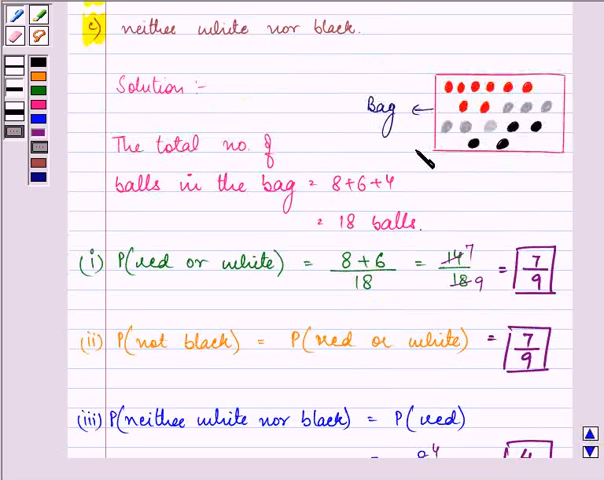 c) neither white nor black.
Solution :-
Bag ←
The total no. of
balls in the bag = 8+6+4
= 18 balls.
(i) P(red or white) = 8+6/18 = 14 7/18 9 = 7/9
(ii) P(not black) = P(red or white) = 7/9
(iii) P(neither white nor black) = P(red)
= 4